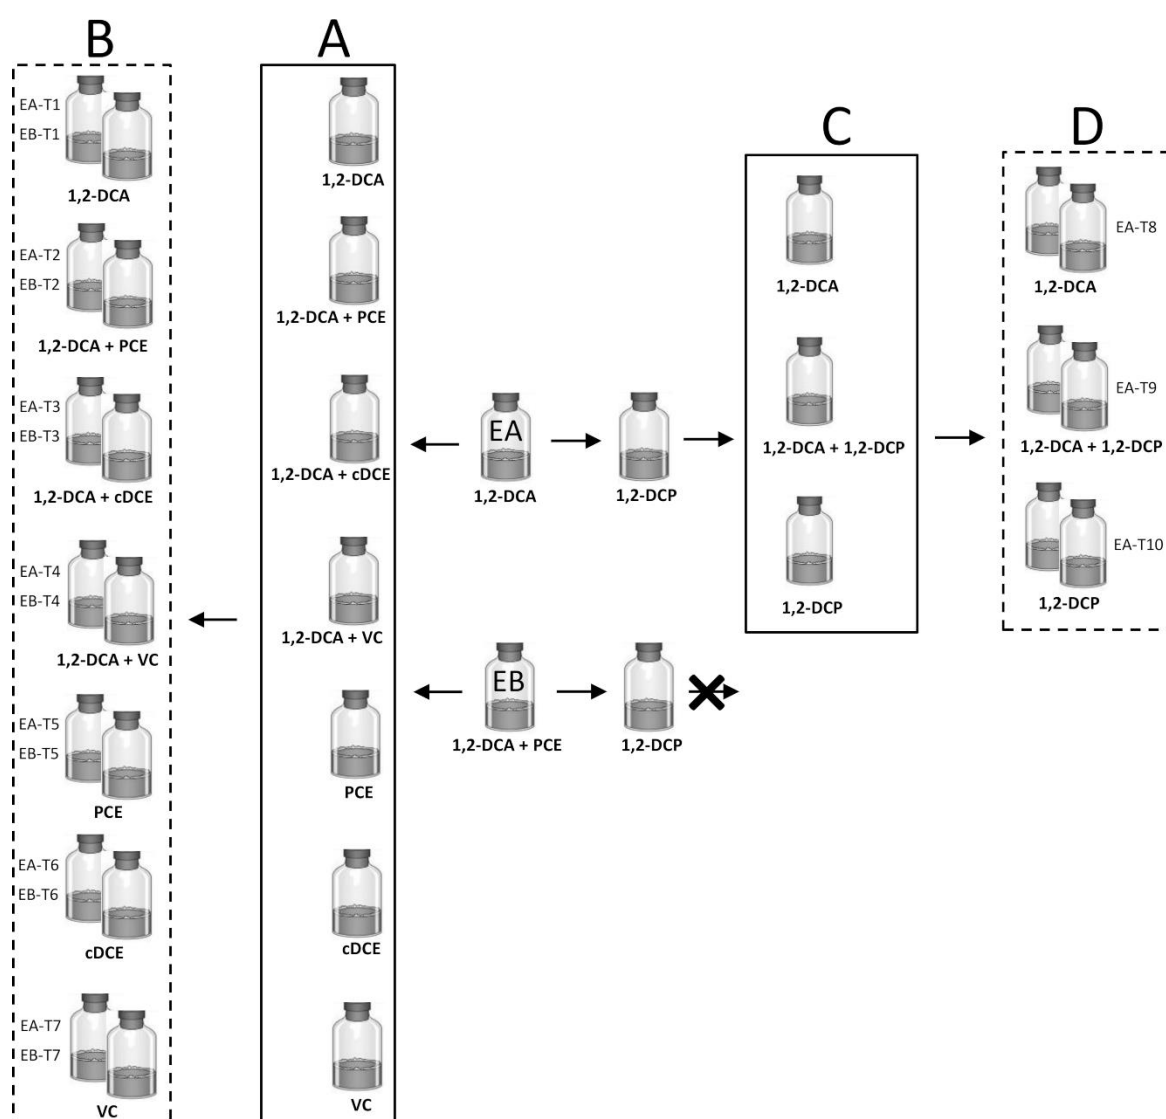 B
EA-T1
EB-T1
1,2-DCA
EA-T2
EB-T2
1,2-DCA + PCE
EA-T3
EB-T3
1,2-DCA + cDCE
EA-T4
EB-T4
1,2-DCA + VC
EA-T5
EB-T5
PCE
EA-T6
EB-T6
cDCE
EA-T7
EB-T7
VC
A
1,2-DCA
1,2-DCA + PCE
1,2-DCA + cDCE
1,2-DCA + VC
PCE
cDCE
VC
EA
1,2-DCA
1,2-DCP
EB
1,2-DCA + PCE
1,2-DCP
C
1,2-DCA
1,2-DCA + 1,2-DCP
1,2-DCP
D
EA-T8
1,2-DCA
EA-T9
1,2-DCA + 1,2-DCP
EA-T10
1,2-DCP